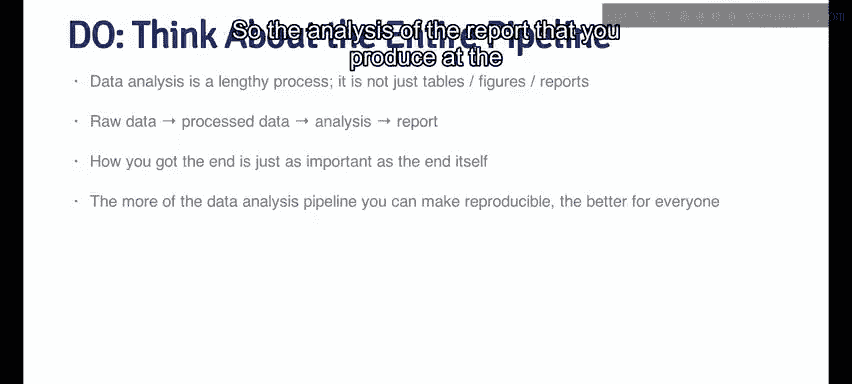 DO: Think About the Entire Pipeline
So the analysis of the report that you
produce at the
· Data analysis is a lengthy process; it is not just tables / figures / reports
· Raw data → processed data → analysis → report
· How you got the end is just as important as the end itself
· The more of the data analysis pipeline you can make reproducible, the better for everyone